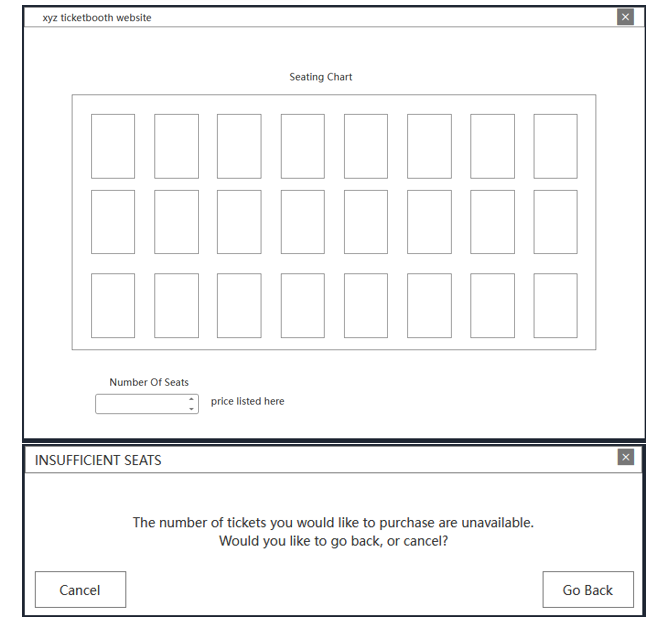 xyz ticketbooth website
Seating Chart
Number Of Seats
price listed here
INSUFFICIENT SEATS
The number of tickets you would like to purchase are unavailable.
Would you like to go back, or cancel?
Cancel
Go Back